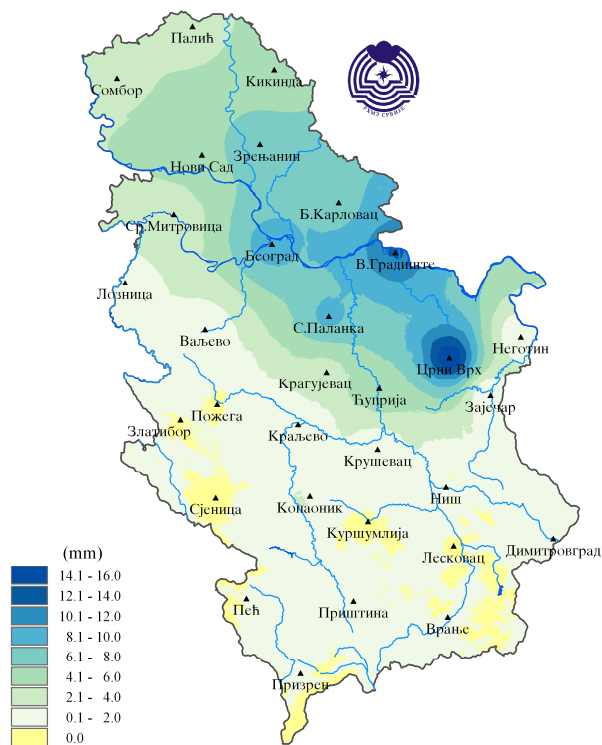 Палић
Кикинда
Сомбор
РХМЗ СРБИЈЕ
Зрењанин
Нови Сад
Б.Карловац
Ср.Митровица
Београд
В.Градиште
Лозница
С.Паланка
Ваљево
Неготин
Црни Врх
Крагујевац
Ћуприја
Зајечар
Пожега
Златибор
Краљево
Крушевац
Ниш
Сјеница
Копаоник
Куршумлија
Димитровград
Лесковац
(mm)
14.1 - 16.0
12.1 - 14.0
10.1 - 12.0
8.1 - 10.0
6.1 - 8.0
4.1 - 6.0
2.1 - 4.0
0.1 - 2.0
0.0
Пећ
Приштина
Врање
Призрен